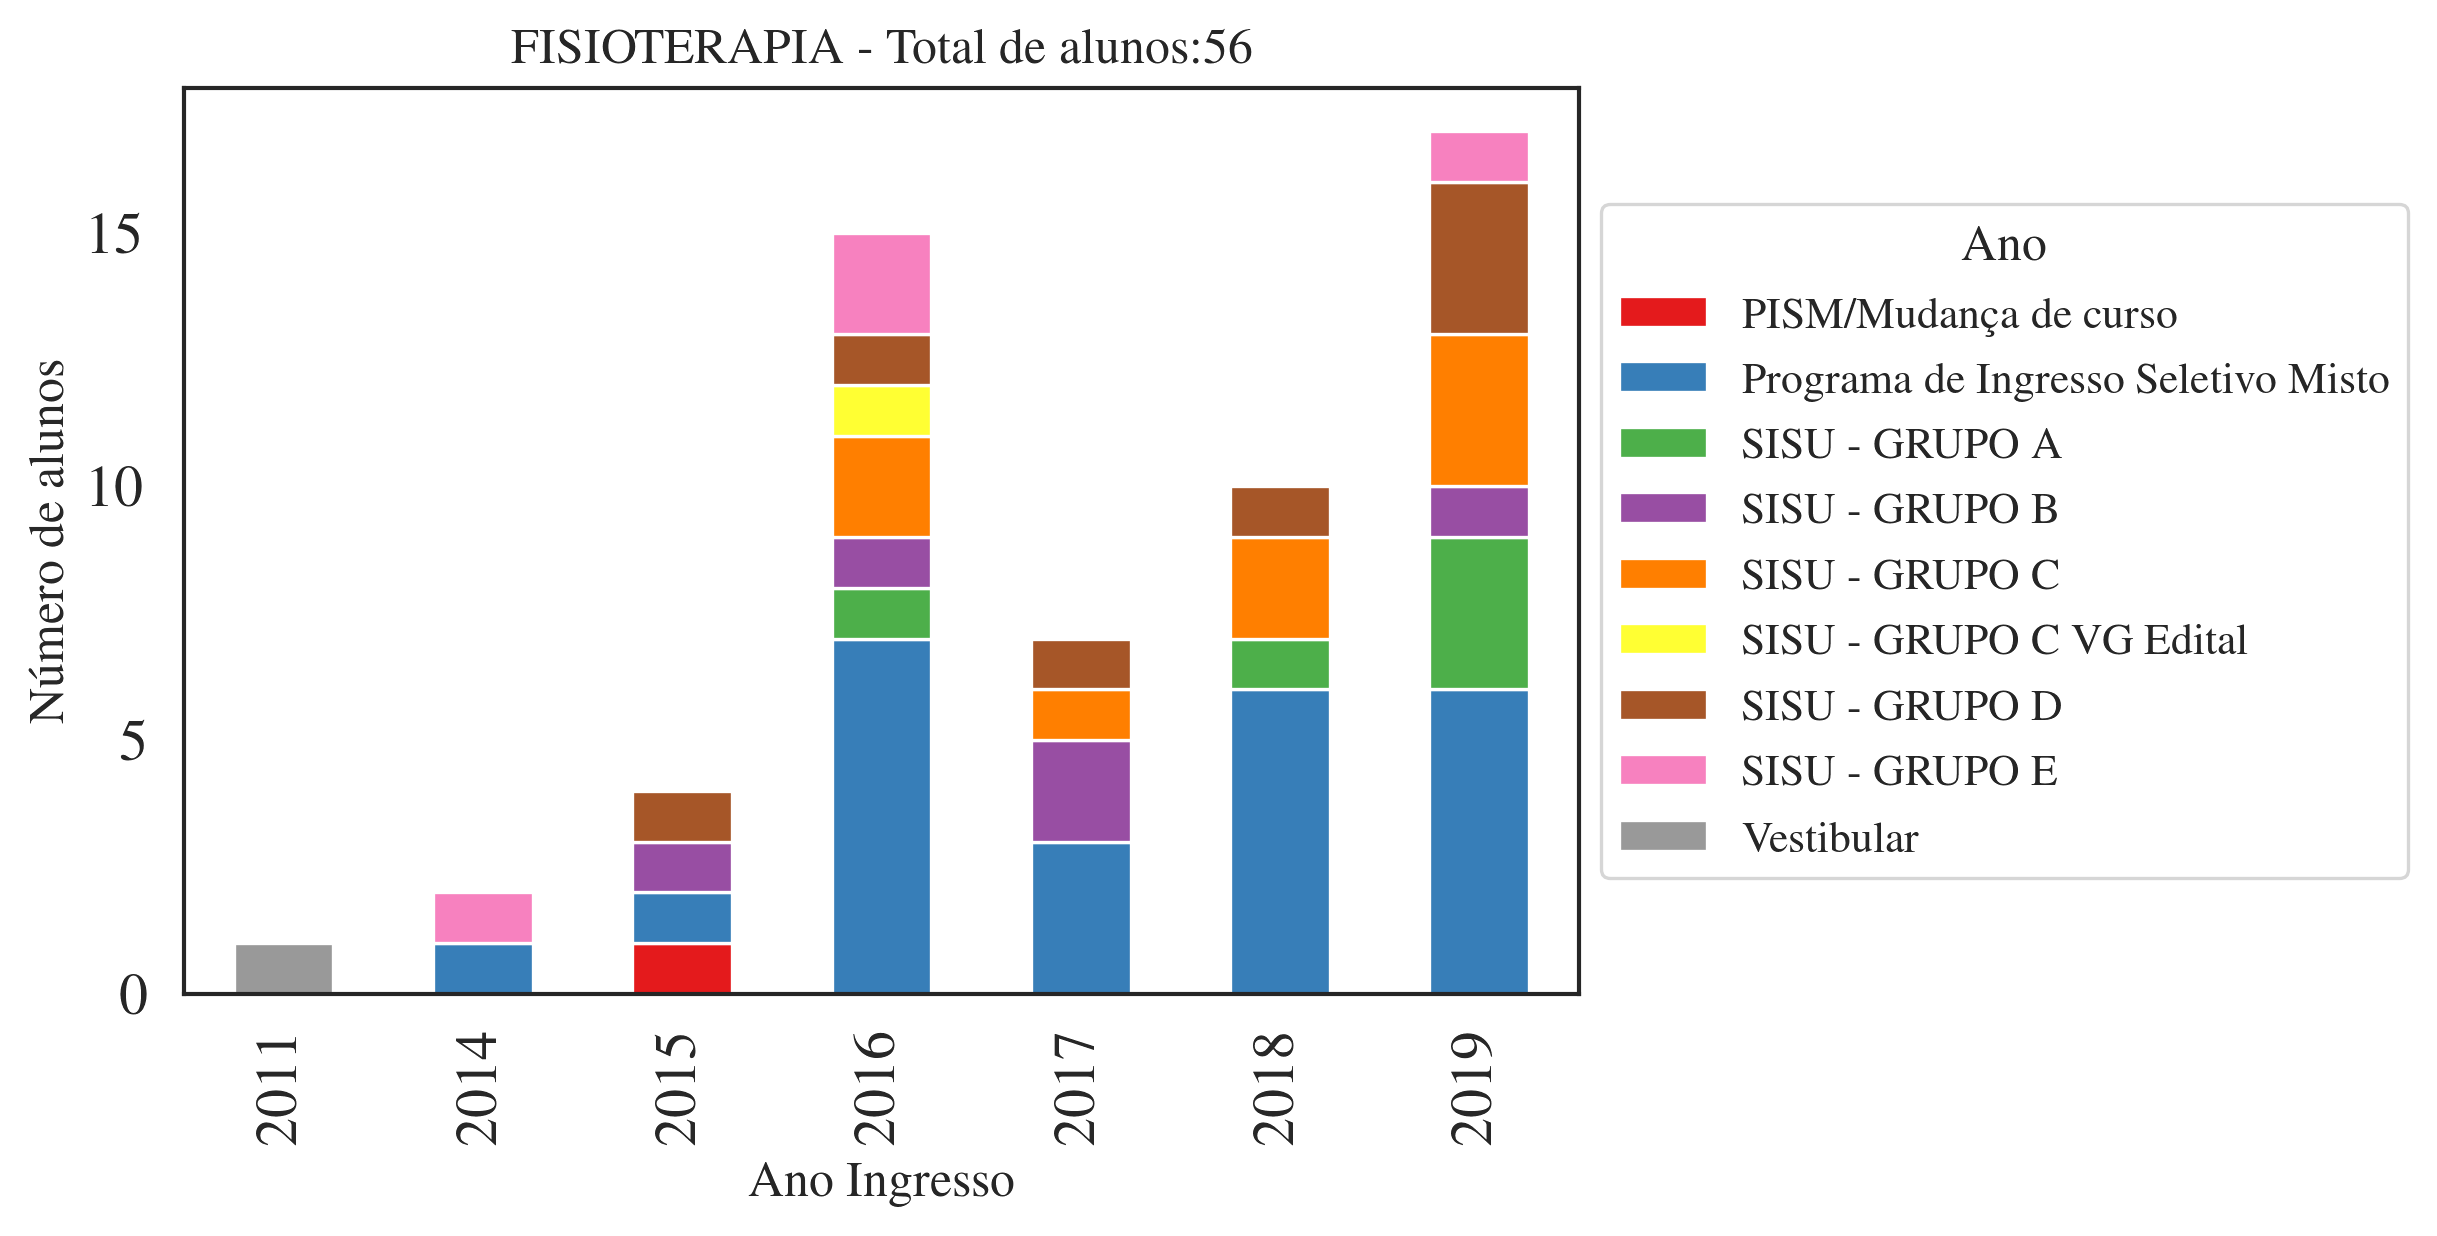 FISIOTERAPIA - Total de alunos:56
Número de alunos
15
10
5
0
2011
2014
2015
2016
2017
2018
2019
Ano Ingresso
Ano
PISM/Mudança de curso
Programa de Ingresso Seletivo Misto
SISU - GRUPO A
SISU - GRUPO B
SISU - GRUPO C
SISU - GRUPO C VG Edital
SISU - GRUPO D
SISU - GRUPO E
Vestibular